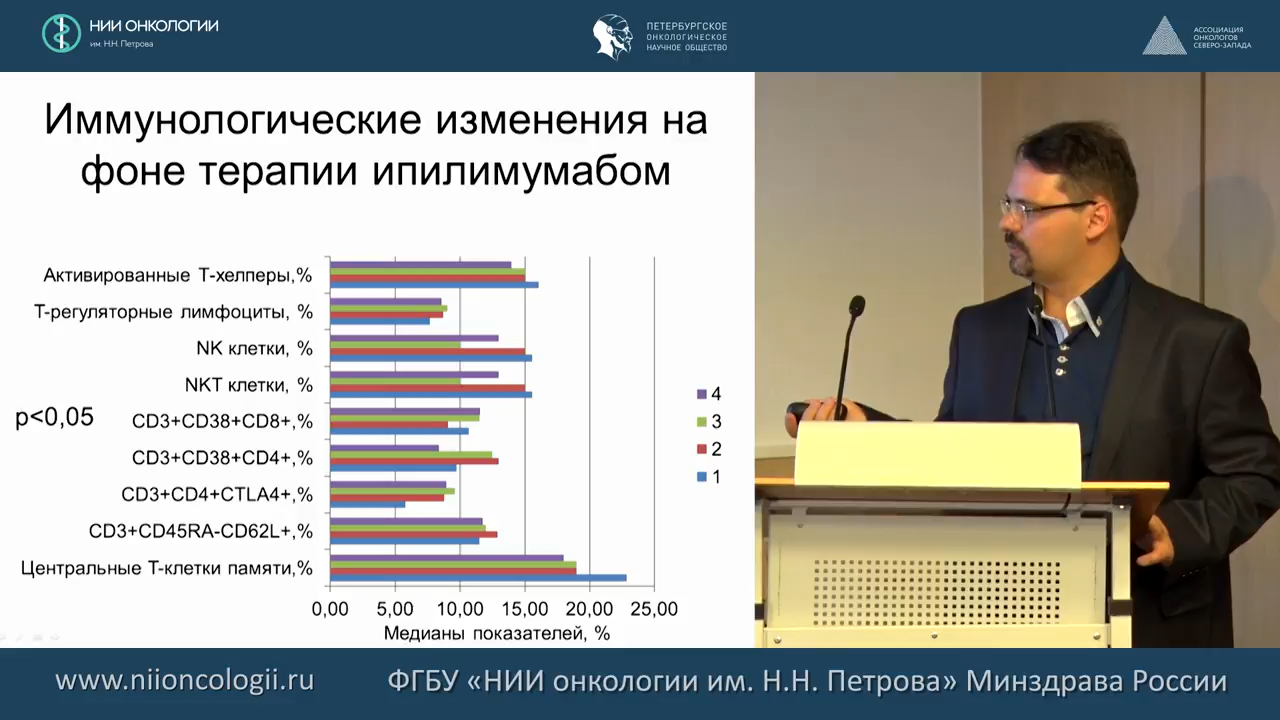 НИИ ОНКОЛОГИИ
им. Н.Н. Петрова
ПЕТЕРБУРГСКОЕ
ОНКОЛОГИЧЕСКОЕ
НАУЧНОЕ ОБЩЕСТВО
АССОЦИАЦИЯ
ОНКОЛОГОВ
СЕВЕРО-ЗАПАДА
Иммунологические изменения на
фоне терапии ипилимумабом
Активированные Т-хелперы,%
Т-регуляторные лимфоциты, %
NK клетки, %
NKT клетки, %
p<0,05
CD3+CD38+CD8+,%
CD3+CD38+CD4+,%
CD3+CD4+CTLA4+,%
CD3+CD45RA-CD62L+,%
Центральные Т-клетки памяти,%
0,00 5,00 10,00 15,00 20,00 25,00
Медианы показателей, %
4
3
2
1
www.niioncologii.ru
ФГБУ «НИИ онкологии им. Н.Н. Петрова» Минздрава России